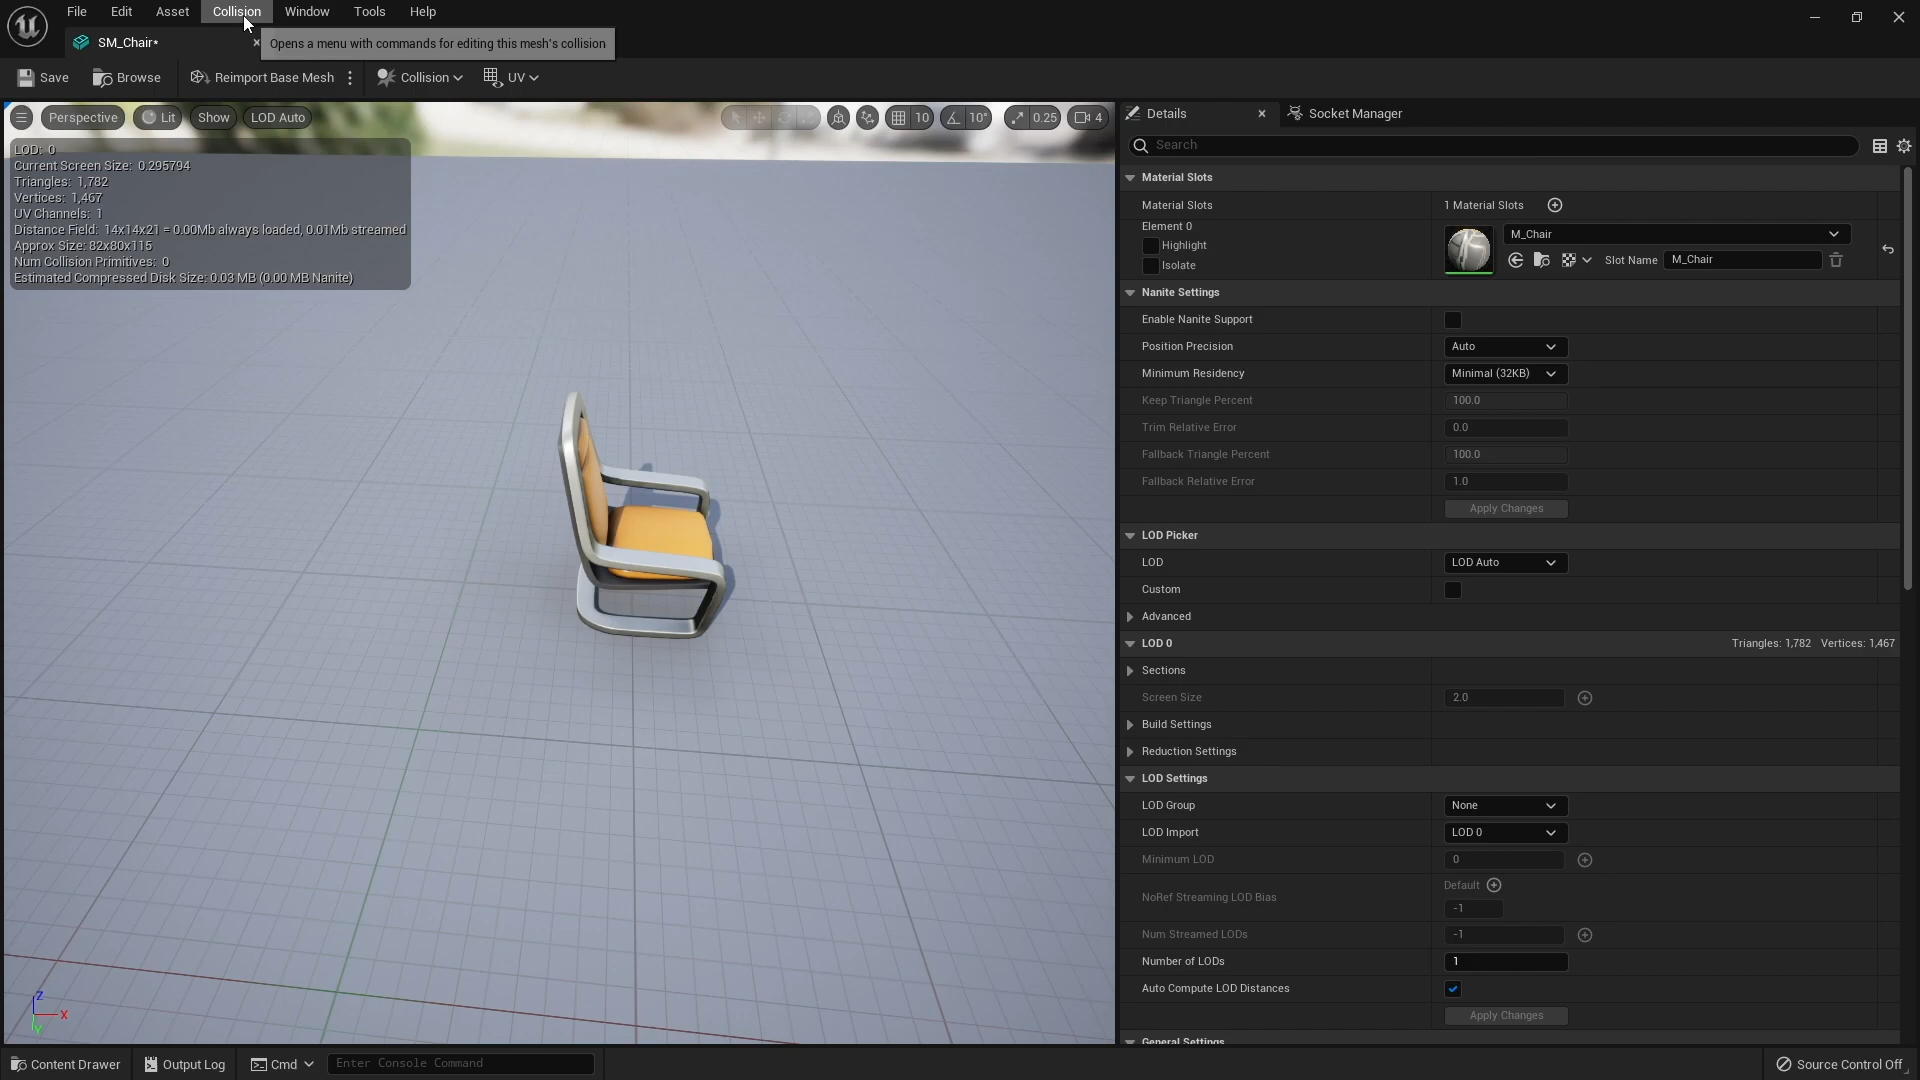 File Edit Asset Collision Window Tools Help
SM_Chair*
Opens a menu with commands for editing this mesh's collision
Save Browse Reimport Base Mesh Collision UV
Perspective Lit Show LOD Auto 10 10° 0.25 4
LOD: 0
Current Screen Size: 0.295794
Triangles: 1,782
Vertices: 1,467
UV Channels: 1
Distance Field: 14x14x21 = 0.00Mb always loaded, 0.01Mb streamed
Approx Size: 82x80x115
Num Collision Primitives: 0
Estimated Compressed Disk Size: 0.03 MB (0.00 MB Nanite)
Z
X
Y
Details Socket Manager
Search
Material Slots
Material Slots 1 Material Slots
Element 0
M_Chair
Highlight
Isolate
Slot Name M_Chair
Nanite Settings
Enable Nanite Support
Position Precision Auto
Minimum Residency Minimal (32KB)
Keep Triangle Percent 100.0
Trim Relative Error 0.0
Fallback Triangle Percent 100.0
Fallback Relative Error 1.0
Apply Changes
LOD Picker
LOD LOD Auto
Custom
Advanced
LOD 0 Triangles: 1,782 Vertices: 1,467
Sections
Screen Size 2.0
Build Settings
Reduction Settings
LOD Settings
LOD Group None
LOD Import LOD 0
Minimum LOD 0
Default
NoRef Streaming LOD Bias
-1
Num Streamed LODs -1
Number of LODs 1
Auto Compute LOD Distances
Apply Changes
General Settings
Content Drawer Output Log Cmd Enter Console Command Source Control Off